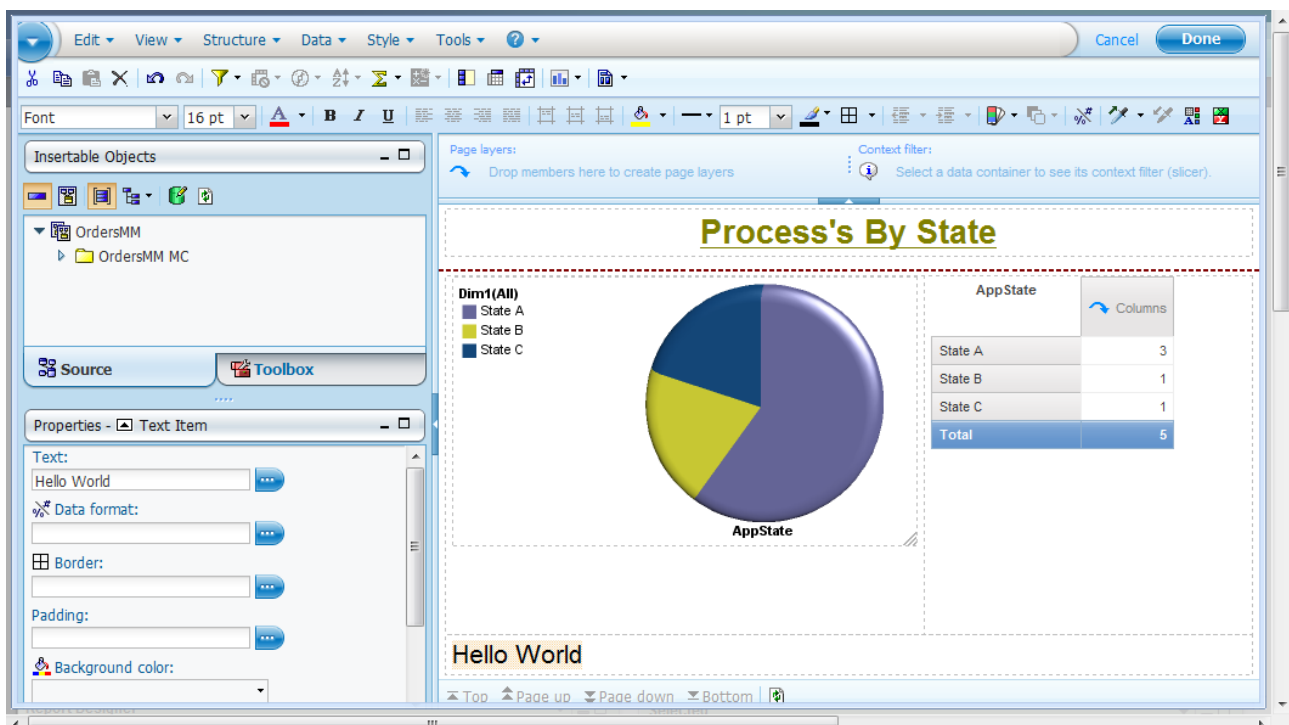 Edit View Structure Data Style Tools Cancel Done
Font 16 pt A B I U 1 pt
Insertable Objects
OrdersMM
OrdersMM MC
Source Toolbox
Properties - Text Item
Text:
Hello World
Data format:
Border:
Padding:
Background color:
Page layers: Context filter:
Drop members here to create page layers Select a data container to see its context filter (slicer).
Process's By State
Dim1(All)
State A
State B
State C
AppState
AppState Columns
State A 3
State B 1
State C 1
Total 5
Hello World
Top Page up Page down Bottom